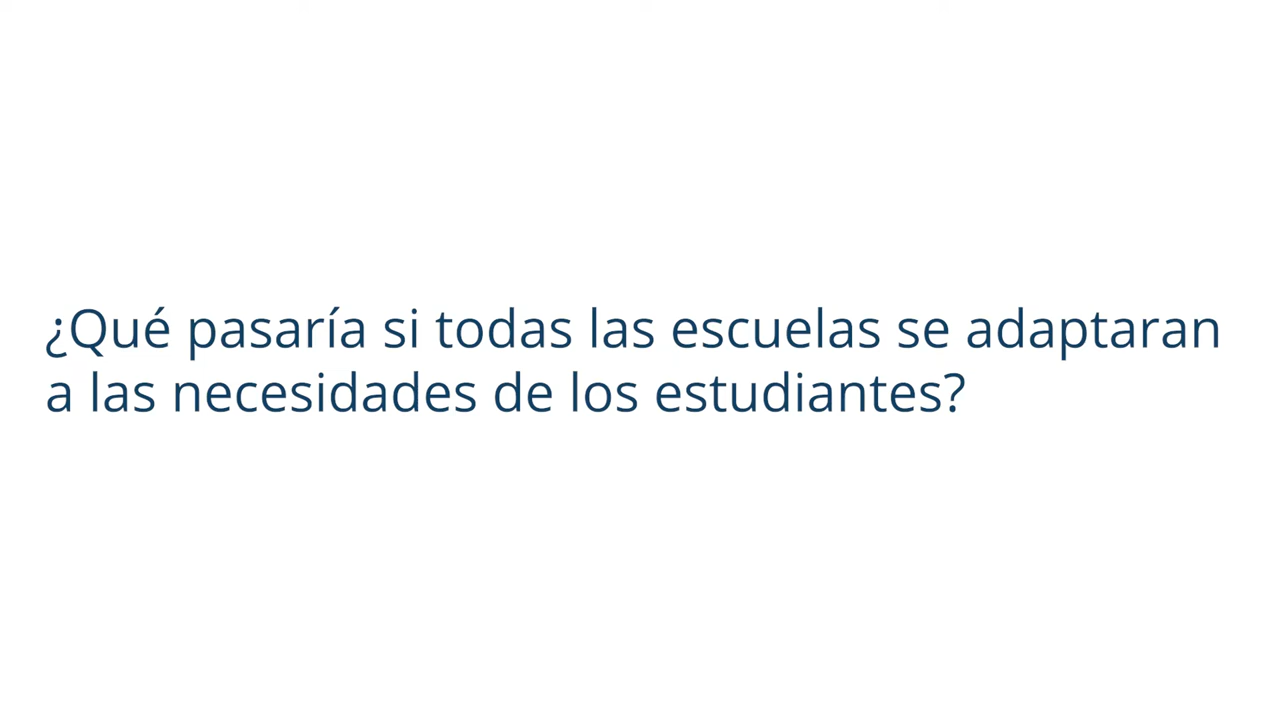 ¿Qué pasaría si todas las escuelas se adaptaran
a las necesidades de los estudiantes?